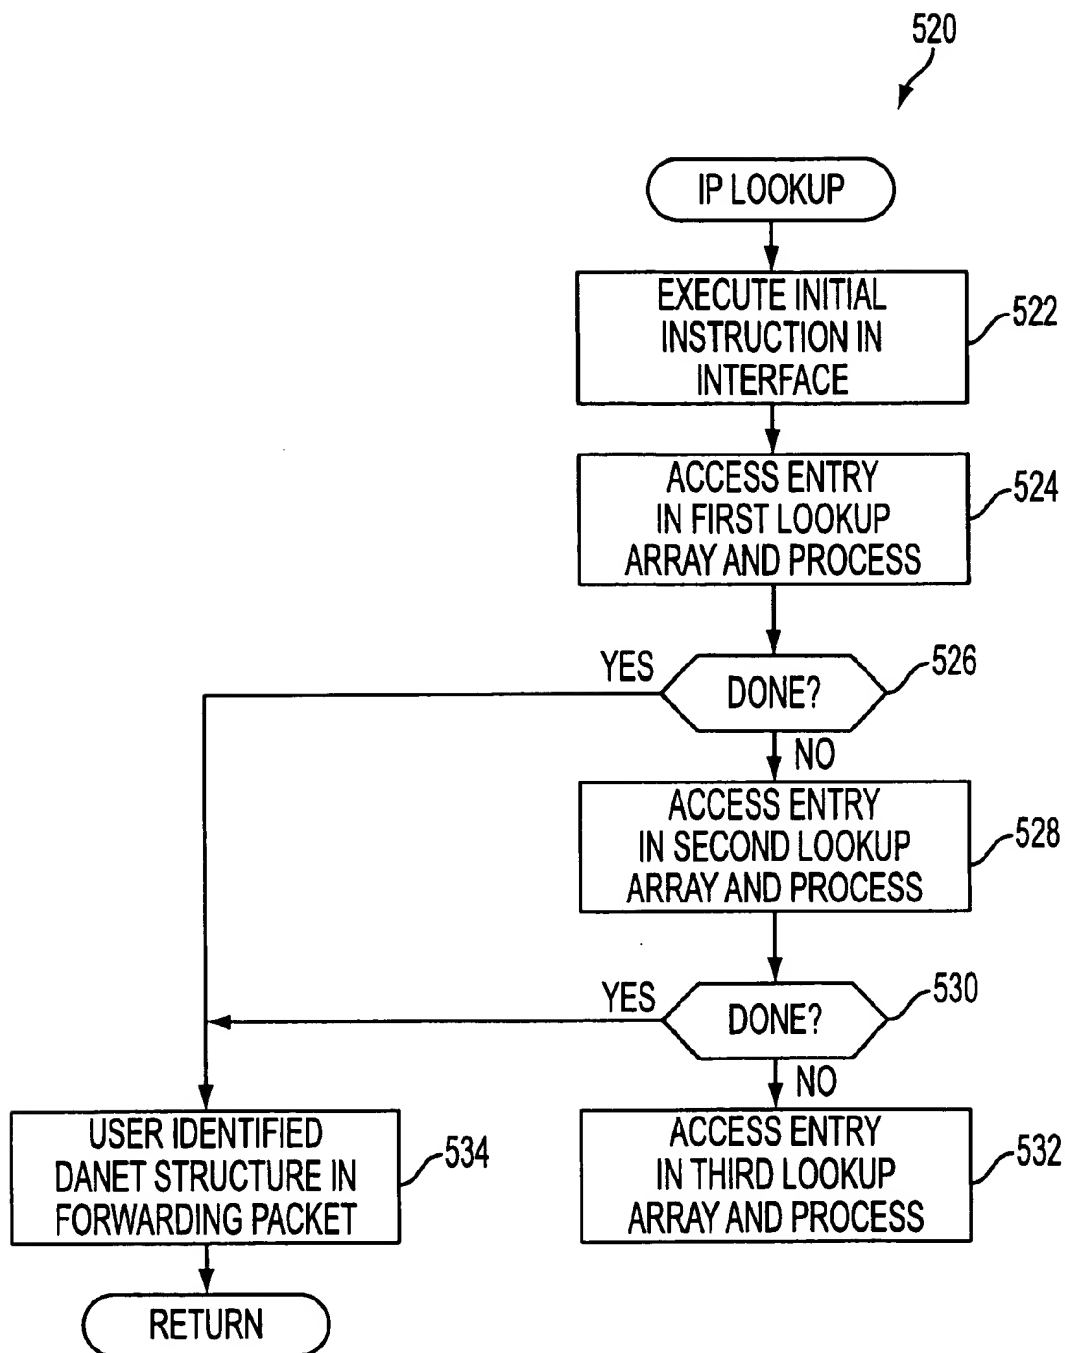 520
IP LOOKUP
EXECUTE INITIAL
INSTRUCTION IN
INTERFACE
522
ACCESS ENTRY
IN FIRST LOOKUP
ARRAY AND PROCESS
524
YES
DONE?
526
NO
ACCESS ENTRY
IN SECOND LOOKUP
ARRAY AND PROCESS
528
YES
DONE?
530
NO
USER IDENTIFIED
DANET STRUCTURE IN
FORWARDING PACKET
534
ACCESS ENTRY
IN THIRD LOOKUP
ARRAY AND PROCESS
532
RETURN